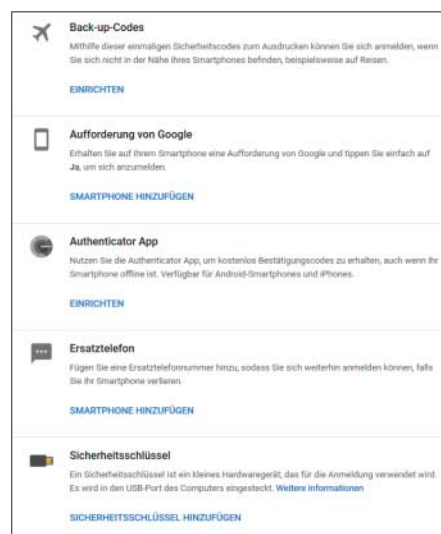 Back-up-Codes
Mithilfe dieser einmaligen Sicherheitscodes zum Ausdrucken können Sie sich anmelden, wenn
Sie sich nicht in der Nähe Ihres Smartphones befinden, beispielsweise auf Reisen.
EINRICHTEN
Aufforderung von Google
Erhalten Sie auf Ihrem Smartphone eine Aufforderung von Google und tippen Sie einfach auf
Ja, um sich anzumelden.
SMARTPHONE HINZUFÜGEN
Authenticator App
Nutzen Sie die Authenticator App, um kostenlos Bestätigungscodes zu erhalten, auch wenn Ihr
Smartphone offline ist. Verfügbar für Android-Smartphones und iPhones.
EINRICHTEN
Ersatztelefon
Fügen Sie eine Ersatztelefonnummer hinzu, sodass Sie sich weiterhin anmelden können, falls
Sie Ihr Smartphone verlieren.
SMARTPHONE HINZUFÜGEN
Sicherheitsschlüssel
Ein Sicherheitsschlüssel ist ein kleines Hardwaregerät, das für die Anmeldung verwendet wird.
Es wird in den USB-Port des Computers eingesteckt. Weitere Informationen
SICHERHEITSSCHLÜSSEL HINZUFÜGEN